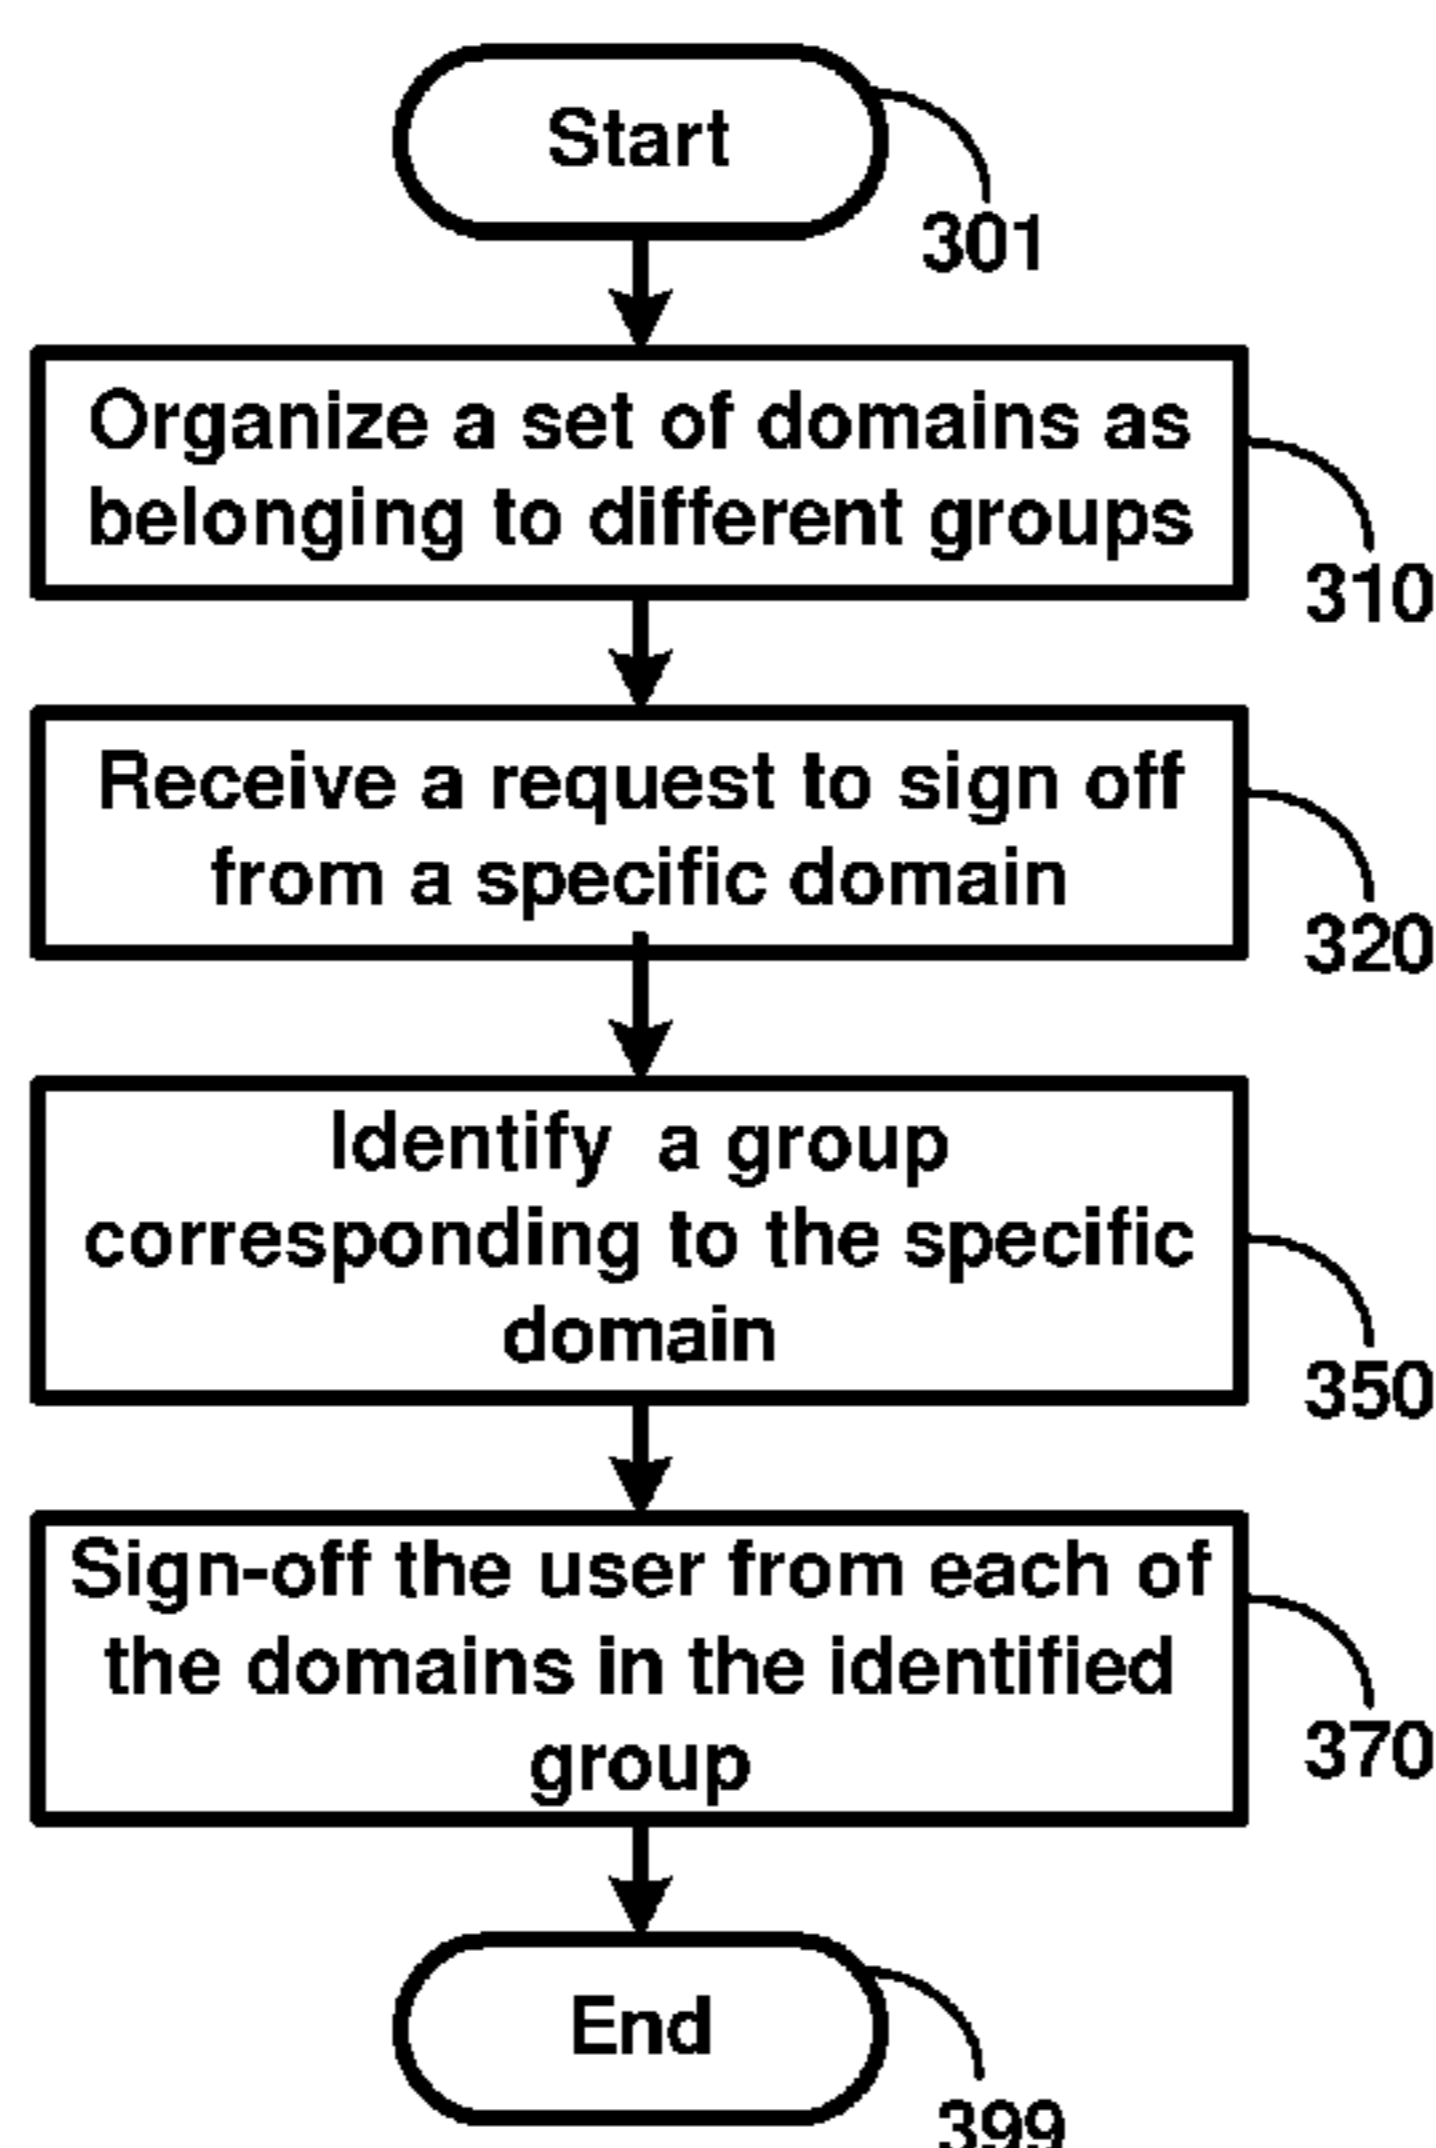 Start
301
Organize a set of domains as
belonging to different groups
310
Receive a request to sign off
from a specific domain
320
Identify a group
corresponding to the specific
domain
350
Sign-off the user from each of
the domains in the identified
group
370
End
399